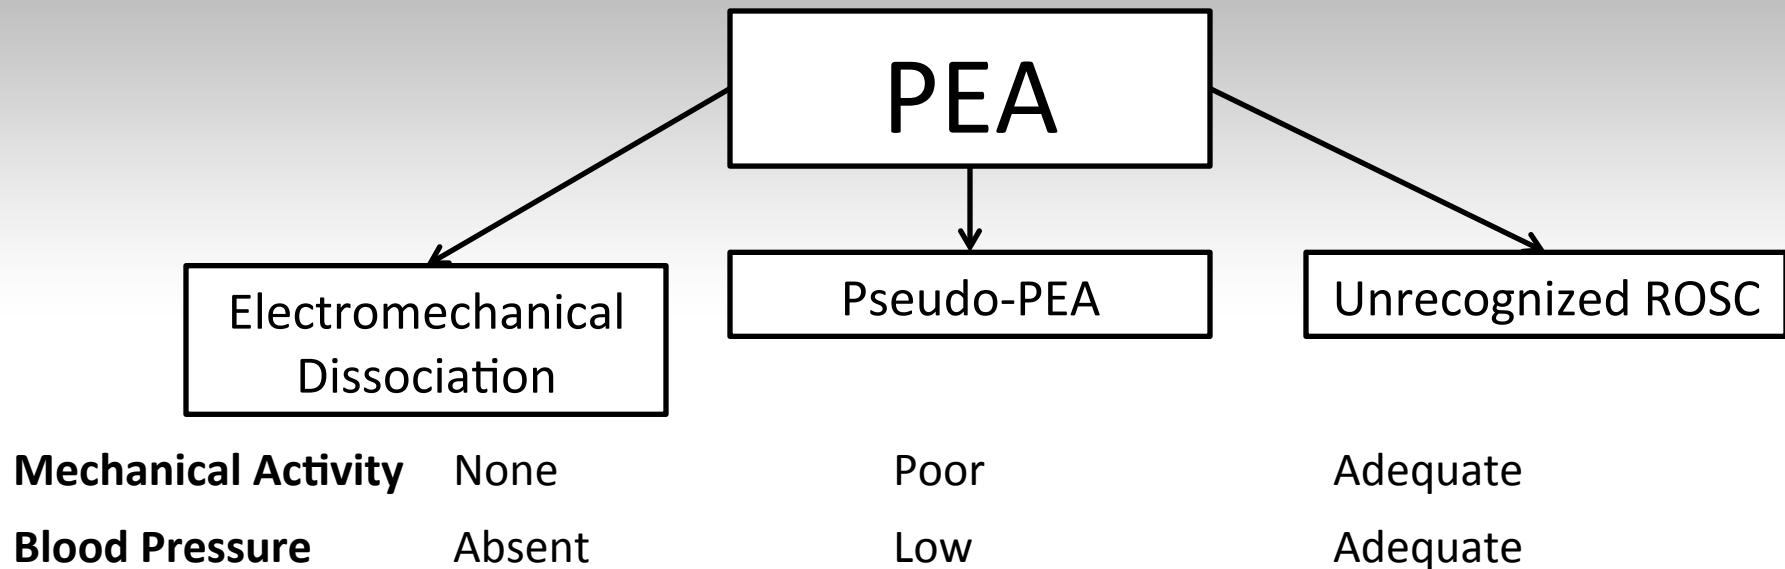 PEA
Electromechanical
Dissociation
Pseudo-PEA
Unrecognized ROSC
Mechanical Activity None Poor Adequate
Blood Pressure Absent Low Adequate